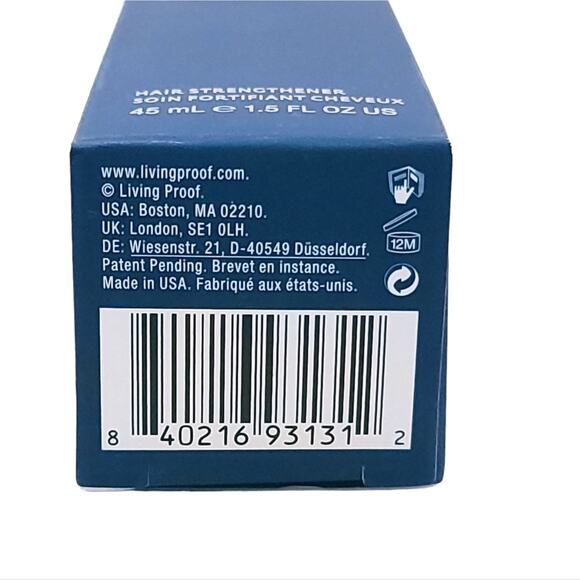 HAIR STRENGTHENER
SOIN FORTIFIANT CHEVEUX
45 mL ℮ 1.5 FL OZ US
www.livingproof.com.
© Living Proof.
USA: Boston, MA 02210.
UK: London, SE1 0LH.
DE: Wiesenstr. 21, D-40549 Düsseldorf.
Patent Pending. Brevet en instance.
Made in USA. Fabriqué aux états-unis.
12M
8 40216 93131 2